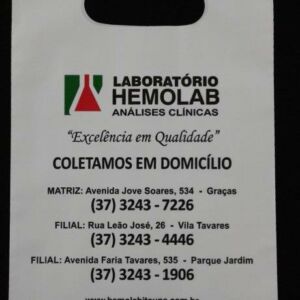 LABORATÓRIO
HEMOLAB
ANÁLISES CLÍNICAS
"Excelência em Qualidade"
COLETAMOS EM DOMICÍLIO
MATRIZ: Avenida Jove Soares, 534 - Graças
(37) 3243 - 7226
FILIAL: Rua Leão José, 26 - Vila Tavares
(37) 3243 - 4446
FILIAL: Avenida Faria Tavares, 535 - Parque Jardim
(37) 3243 - 1906